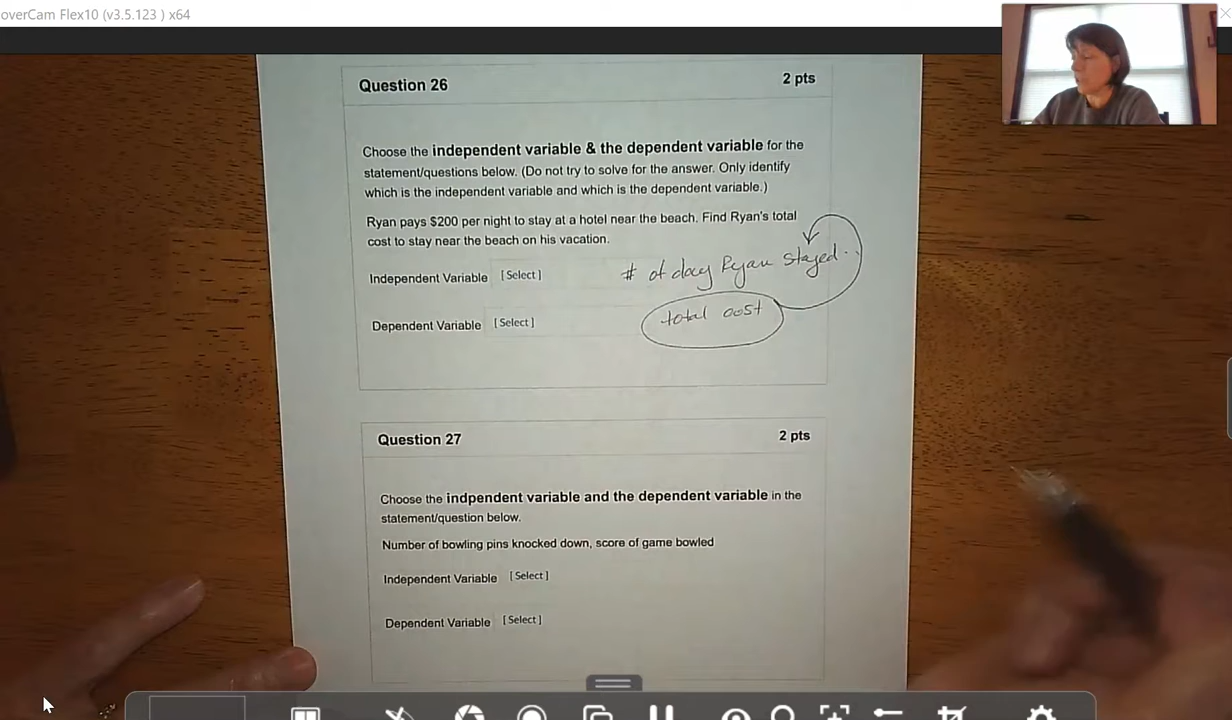 overCam Flex10 (v3.5.123 ) x64
Question 26
2 pts
Choose the independent variable & the dependent variable for the
statement/questions below. (Do not try to solve for the answer. Only identify
which is the independent variable and which is the dependent variable.)
Ryan pays $200 per night to stay at a hotel near the beach. Find Ryan's total
cost to stay near the beach on his vacation.
Independent Variable [ Select ]
# of day Ryan stayed..
Dependent Variable [ Select ]
total cost
Question 27
2 pts
Choose the indpendent variable and the dependent variable in the
statement/question below.
Number of bowling pins knocked down, score of game bowled
Independent Variable [ Select ]
Dependent Variable [ Select ]